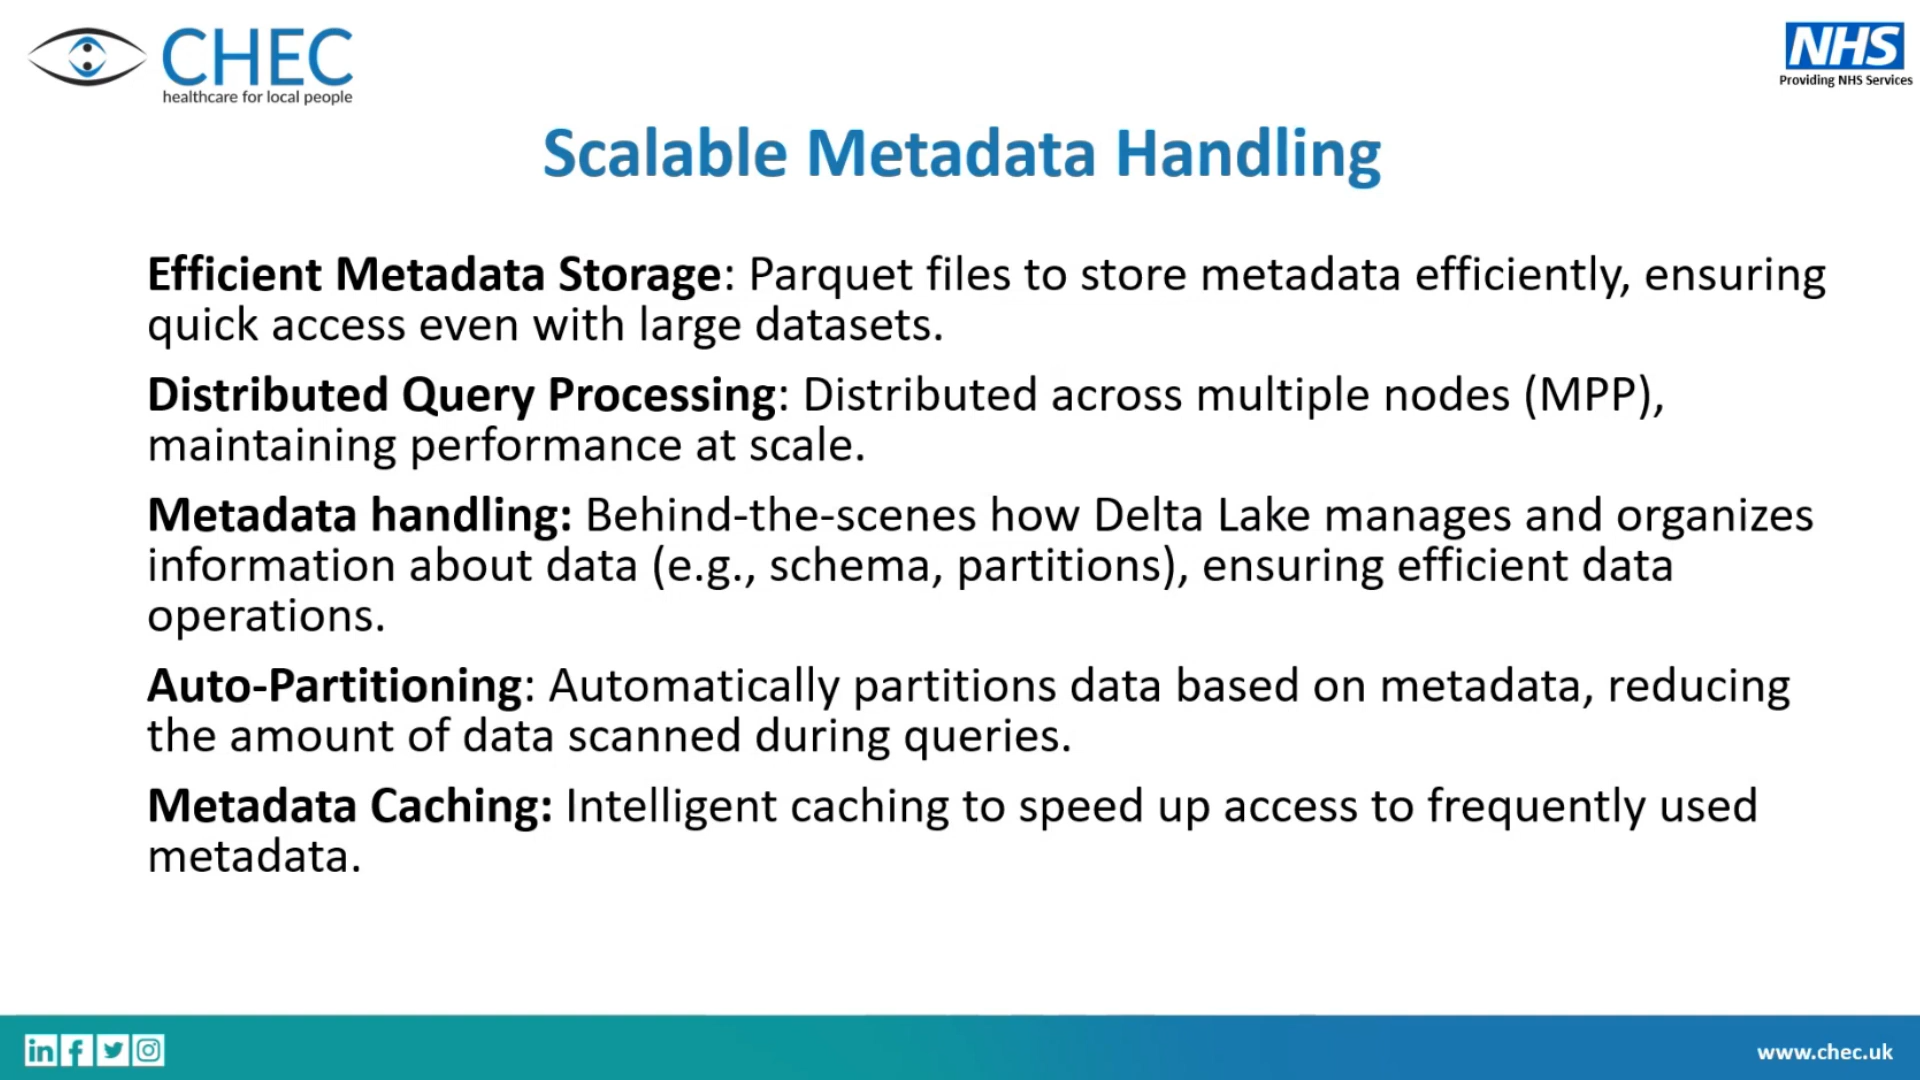 CHEC
healthcare for local people
NHS
Providing NHS Services
Scalable Metadata Handling
Efficient Metadata Storage: Parquet files to store metadata efficiently, ensuring
quick access even with large datasets.
Distributed Query Processing: Distributed across multiple nodes (MPP),
maintaining performance at scale.
Metadata handling: Behind-the-scenes how Delta Lake manages and organizes
information about data (e.g., schema, partitions), ensuring efficient data
operations.
Auto-Partitioning: Automatically partitions data based on metadata, reducing
the amount of data scanned during queries.
Metadata Caching: Intelligent caching to speed up access to frequently used
metadata.
in f
www.chec.uk